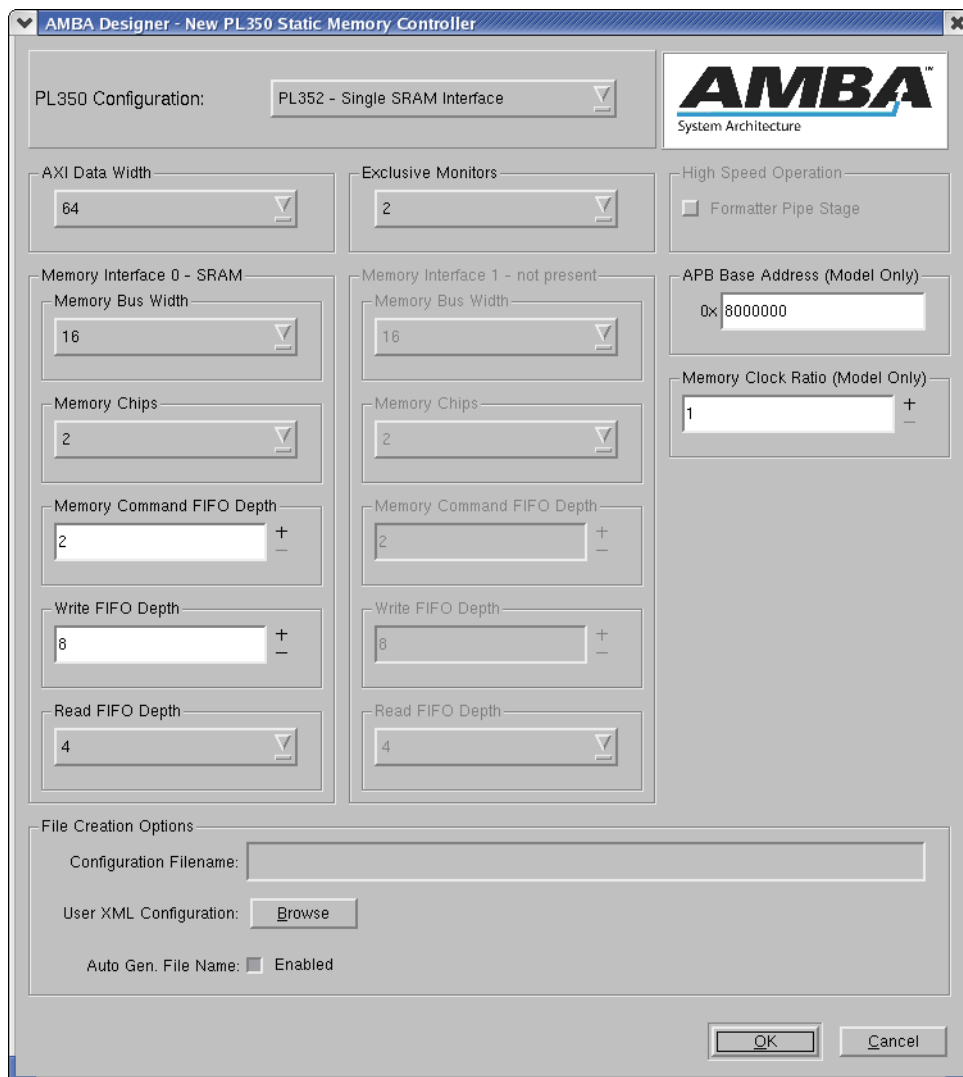 AMBA Designer - New PL350 Static Memory Controller
PL350 Configuration:
PL352 - Single SRAM Interface
AMBA™
System Architecture
AXI Data Width
64
Exclusive Monitors
2
High Speed Operation
Formatter Pipe Stage
Memory Interface 0 - SRAM
Memory Bus Width
16
Memory Chips
2
Memory Command FIFO Depth
2
+
−
Write FIFO Depth
8
+
−
Read FIFO Depth
4
Memory Interface 1 - not present
Memory Bus Width
16
Memory Chips
2
Memory Command FIFO Depth
2
+
−
Write FIFO Depth
8
+
−
Read FIFO Depth
4
APB Base Address (Model Only)
0x 8000000
Memory Clock Ratio (Model Only)
1
+
−
File Creation Options
Configuration Filename:
User XML Configuration: Browse
Auto Gen. File Name: Enabled
OK Cancel